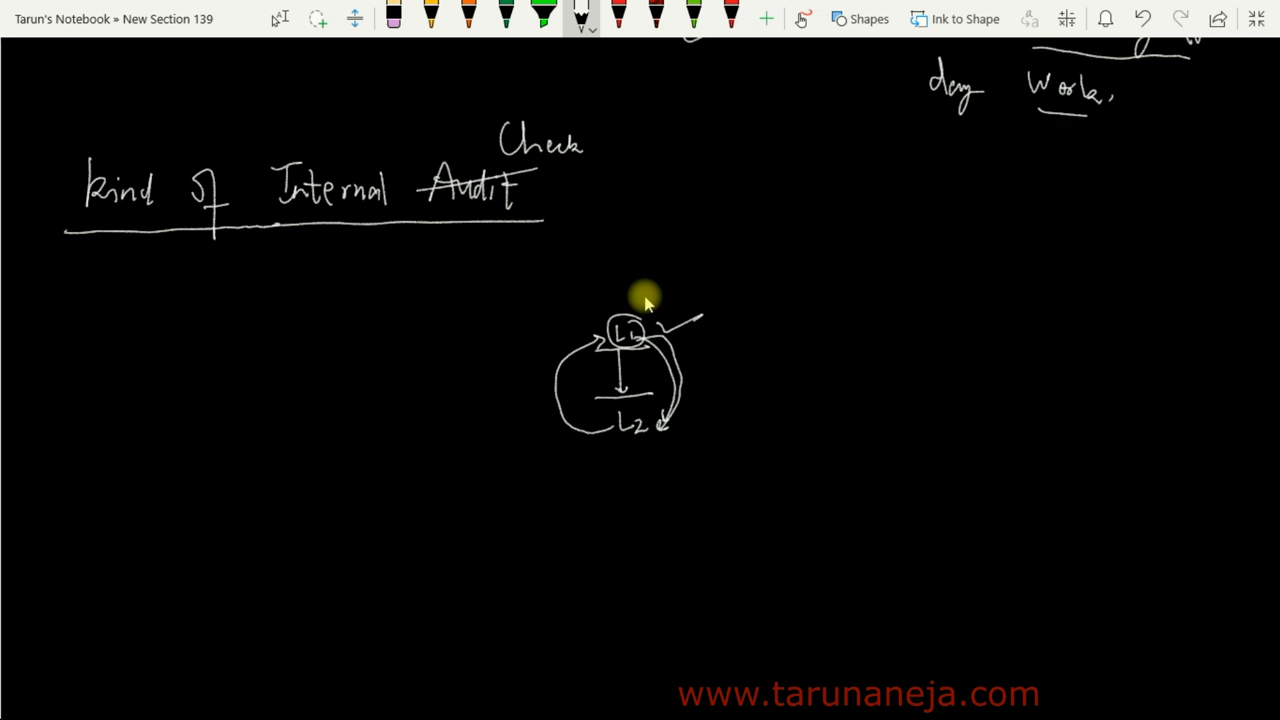 Tarun's Notebook » New Section 139
Shapes
Ink to Shape
day Work.
Check
kind of Internal Audit
L1
L2
www.tarunaneja.com